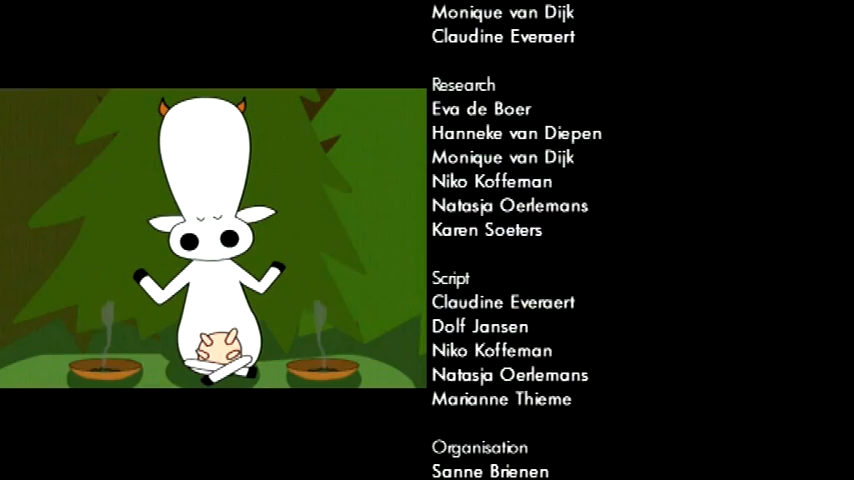 Monique van Dijk
Claudine Everaert
Research
Eva de Boer
Hanneke van Diepen
Monique van Dijk
Niko Koffeman
Natasja Oerlemans
Karen Soeters
Script
Claudine Everaert
Dolf Jansen
Niko Koffeman
Natasja Oerlemans
Marianne Thieme
Organisation
Sanne Brienen